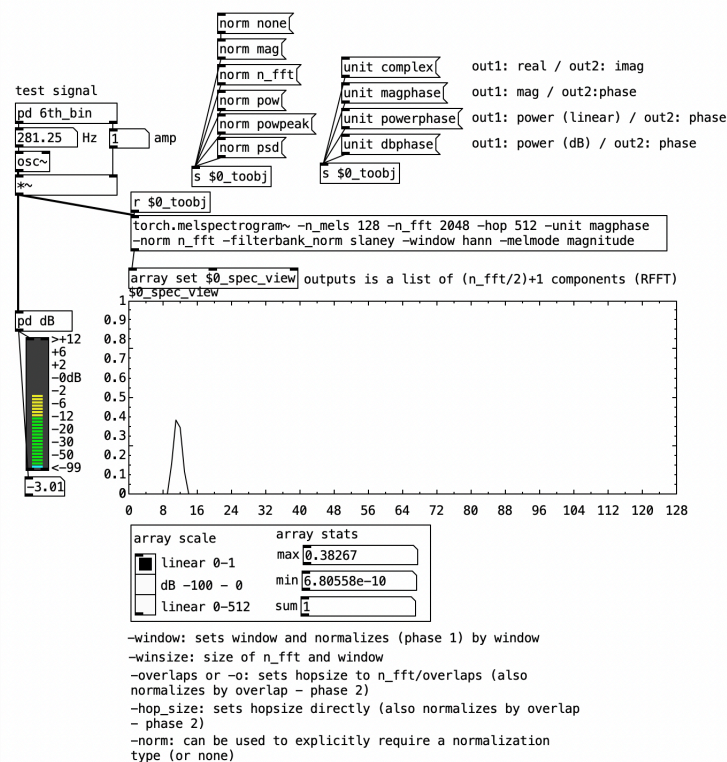 norm none
norm mag
norm n_fft
norm pow
norm powpeak
norm psd
s $0_toobj
unit complex
out1: real / out2: imag
unit magphase
out1: mag / out2:phase
unit powerphase
out1: power (linear) / out2: phase
unit dbphase
out1: power (dB) / out2: phase
s $0_toobj
test signal
pd 6th_bin
281.25 Hz
1 amp
osc~
*~
r $0_toobj
torch.melspectrogram~ -n_mels 128 -n_fft 2048 -hop 512 -unit magphase
-norm n_fft -filterbank_norm slaney -window hann -melmode magnitude
array set $0_spec_view
outputs is a list of (n_fft/2)+1 components (RFFT)
$0_spec_view
pd dB
>+12
+6
+2
-0dB
-2
-6
-12
-20
-30
-50
<-99
-3.01
1
0.9
0.8
0.7
0.6
0.5
0.4
0.3
0.2
0.1
0
0 8 16 24 32 40 48 56 64 72 80 88 96 104 112 120 128
array scale
linear 0-1
dB -100 - 0
linear 0-512
array stats
max 0.38267
min 6.80558e-10
sum 1
-window: sets window and normalizes (phase 1) by window
-winsize: size of n_fft and window
-overlaps or -o: sets hopsize to n_fft/overlaps (also
normalizes by overlap - phase 2)
-hop_size: sets hopsize directly (also normalizes by overlap
- phase 2)
-norm: can be used to explicitly require a normalization
type (or none)